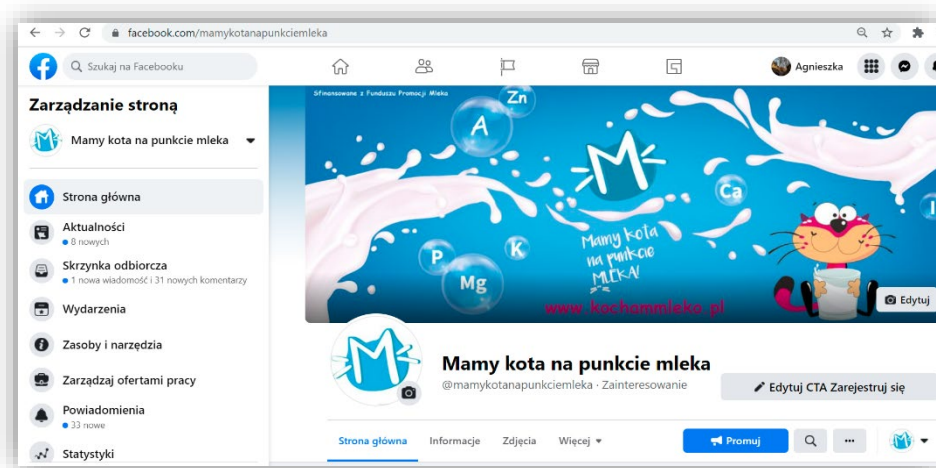 facebook.com/mamykotanapunkciemleka
Szukaj na Facebooku
Agnieszka
Zarządzanie stroną
Mamy kota na punkcie mleka
Strona główna
Aktualności
8 nowych
Skrzynka odbiorcza
1 nowa wiadomość i 31 nowych komentarzy
Wydarzenia
Zasoby i narzędzia
Zarządzaj ofertami pracy
Powiadomienia
33 nowe
Statystyki
Sfinansowane z Funduszu Promocji Mleka
Zn
A
M
Ca
I
P
K
Mg
Mamy kota
na punkcie
MLEKA!
www.kochammleko.pl
Edytuj
M
Mamy kota na punkcie mleka
@mamykotanapunkciemleka · Zainteresowanie
Edytuj CTA Zarejestruj się
Strona główna Informacje Zdjęcia Więcej
Promuj